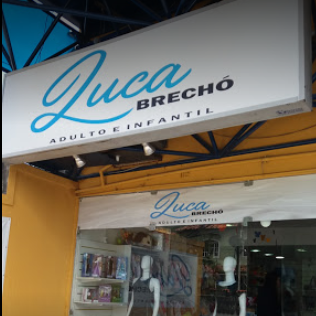 Luca
BRECHÓ
ADULTO E INFANTIL
Luca
BRECHÓ
ADULTO E INFANTIL